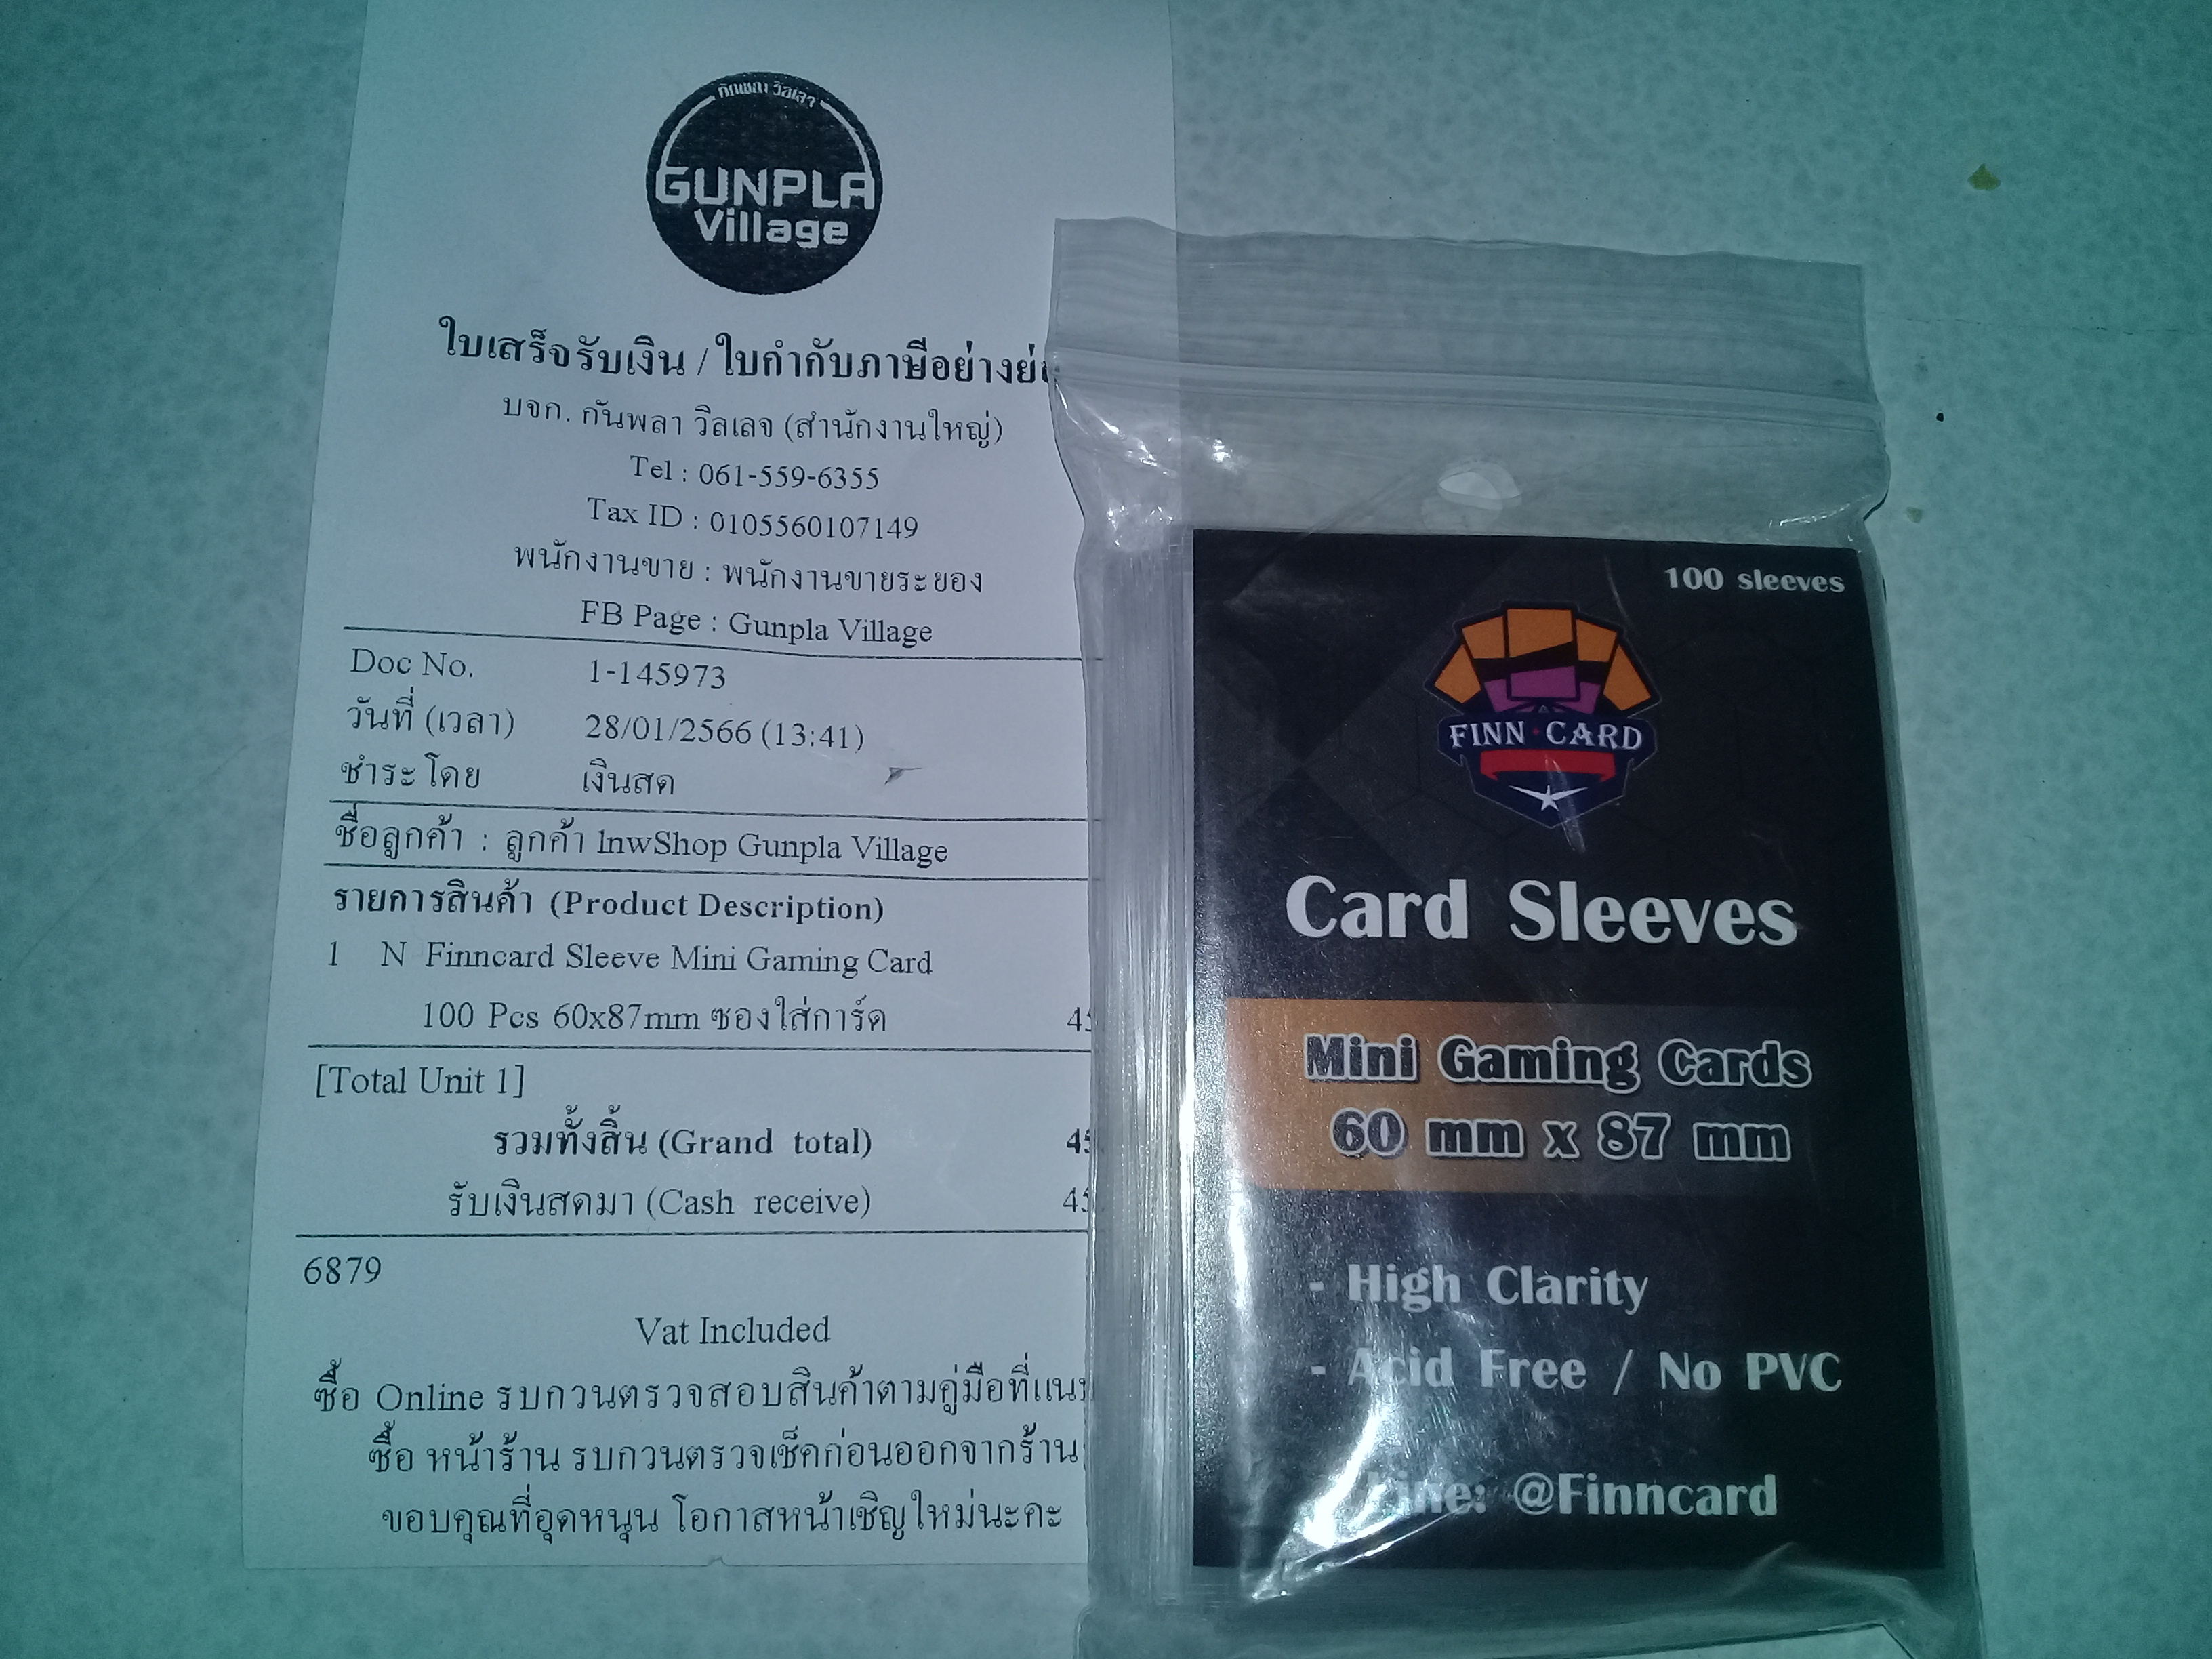 กันพลา วิลเลจ
GUNPLA
Village
ใบเสร็จรับเงิน / ใบกำกับภาษีอย่างย่
บจก. กันพลา วิลเลจ (สำนักงานใหญ่)
Tel : 061-559-6355
Tax ID : 0105560107149
พนักงานขาย : พนักงานขายระยอง
FB Page : Gunpla Village
Doc No. 1-145973
วันที่ (เวลา) 28/01/2566 (13:41)
ชำระโดย เงินสด
ชื่อลูกค้า : ลูกค้า lnwShop Gunpla Village
รายการสินค้า (Product Description)
1 N Finncard Sleeve Mini Gaming Card
100 Pcs 60x87mm ซองใส่การ์ด 45
[Total Unit 1]
รวมทั้งสิ้น (Grand total) 45
รับเงินสดมา (Cash receive) 45
6879
Vat Included
ซื้อ Online รบกวนตรวจสอบสินค้าตามคู่มือที่แนบ
ซื้อ หน้าร้าน รบกวนตรวจเช็คก่อนออกจากร้าน
ขอบคุณที่อุดหนุน โอกาสหน้าเชิญใหม่นะคะ
100 sleeves
FINN CARD
Card Sleeves
Mini Gaming Cards
60 mm x 87 mm
- High Clarity
- Acid Free / No PVC
Line: @Finncard